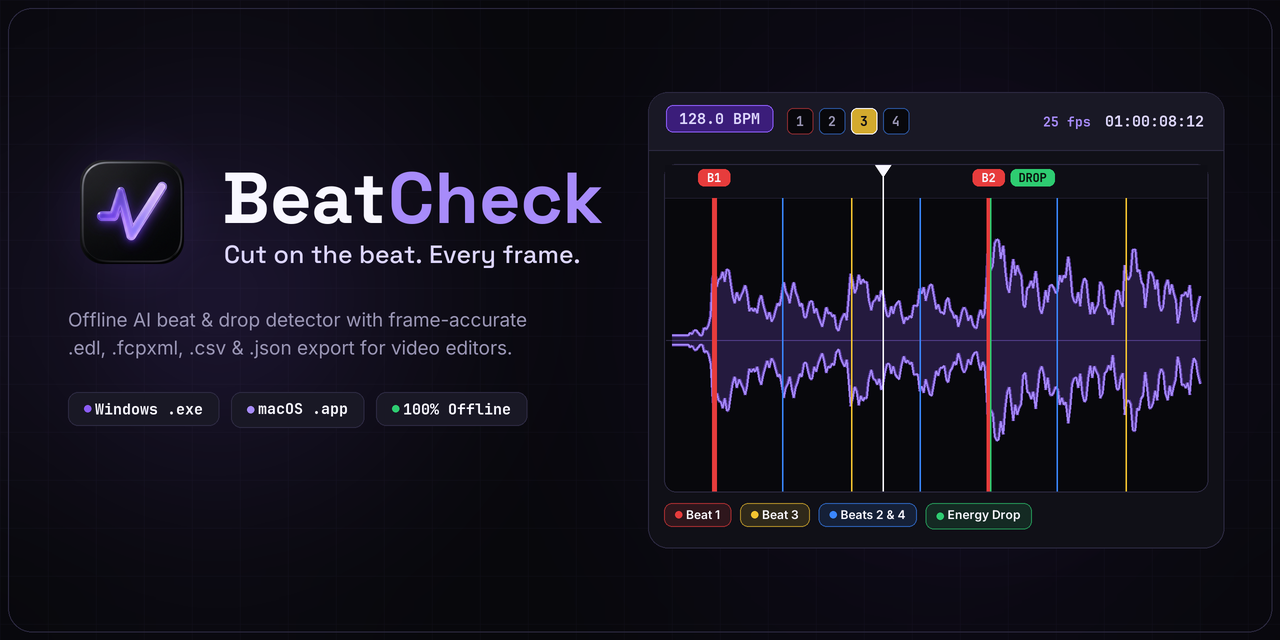 BeatCheck
Cut on the beat. Every frame.
Offline AI beat & drop detector with frame-accurate
.edl, .fcpxml, .csv & .json export for video editors.
Windows .exe macOS .app 100% Offline
128.0 BPM 1 2 3 4 25 fps 01:00:08:12
B1 B2 DROP
Beat 1 Beat 3 Beats 2 & 4 Energy Drop